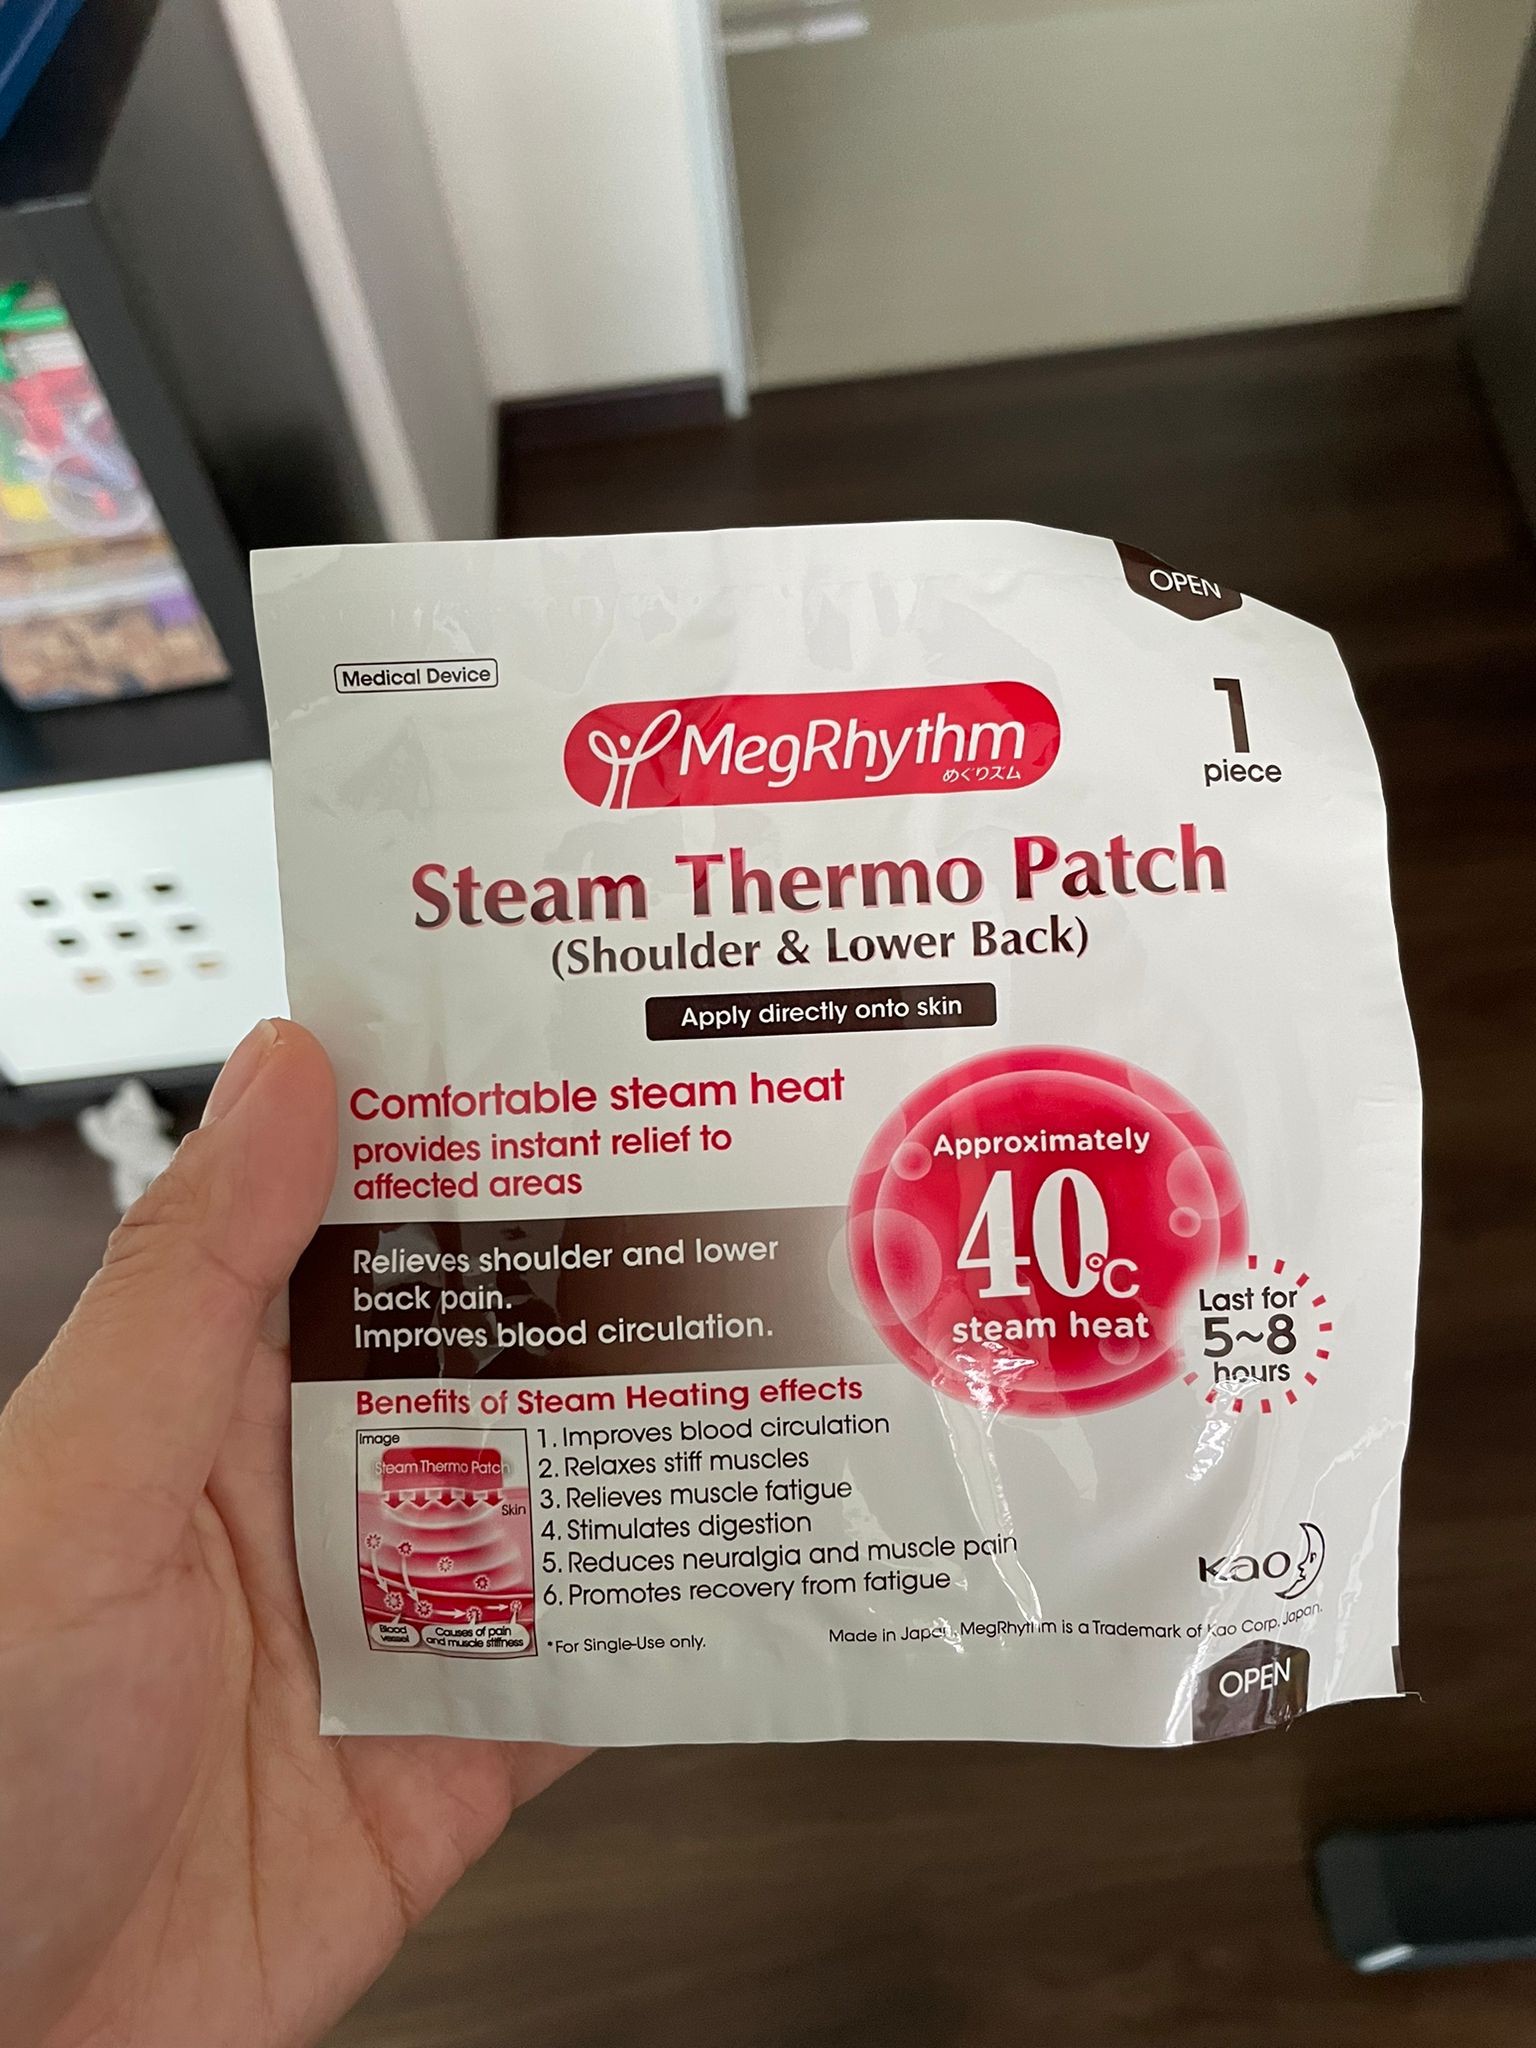 OPEN
Medical Device
MegRhythm
めぐりズム
1
piece
Steam Thermo Patch
(Shoulder & Lower Back)
Apply directly onto skin
Comfortable steam heat
provides instant relief to
affected areas
Approximately
40°C
steam heat
Last for
5~8
hours
Relieves shoulder and lower
back pain.
Improves blood circulation.
Benefits of Steam Heating effects
Image
Steam Thermo Patch
Skin
Blood
vessel
Causes of pain
and muscle stiffness
1. Improves blood circulation
2. Relaxes stiff muscles
3. Relieves muscle fatigue
4. Stimulates digestion
5. Reduces neuralgia and muscle pain
6. Promotes recovery from fatigue
*For Single-Use only.
Kao
Made in Japan. MegRhythm is a Trademark of Kao Corp. Japan.
OPEN